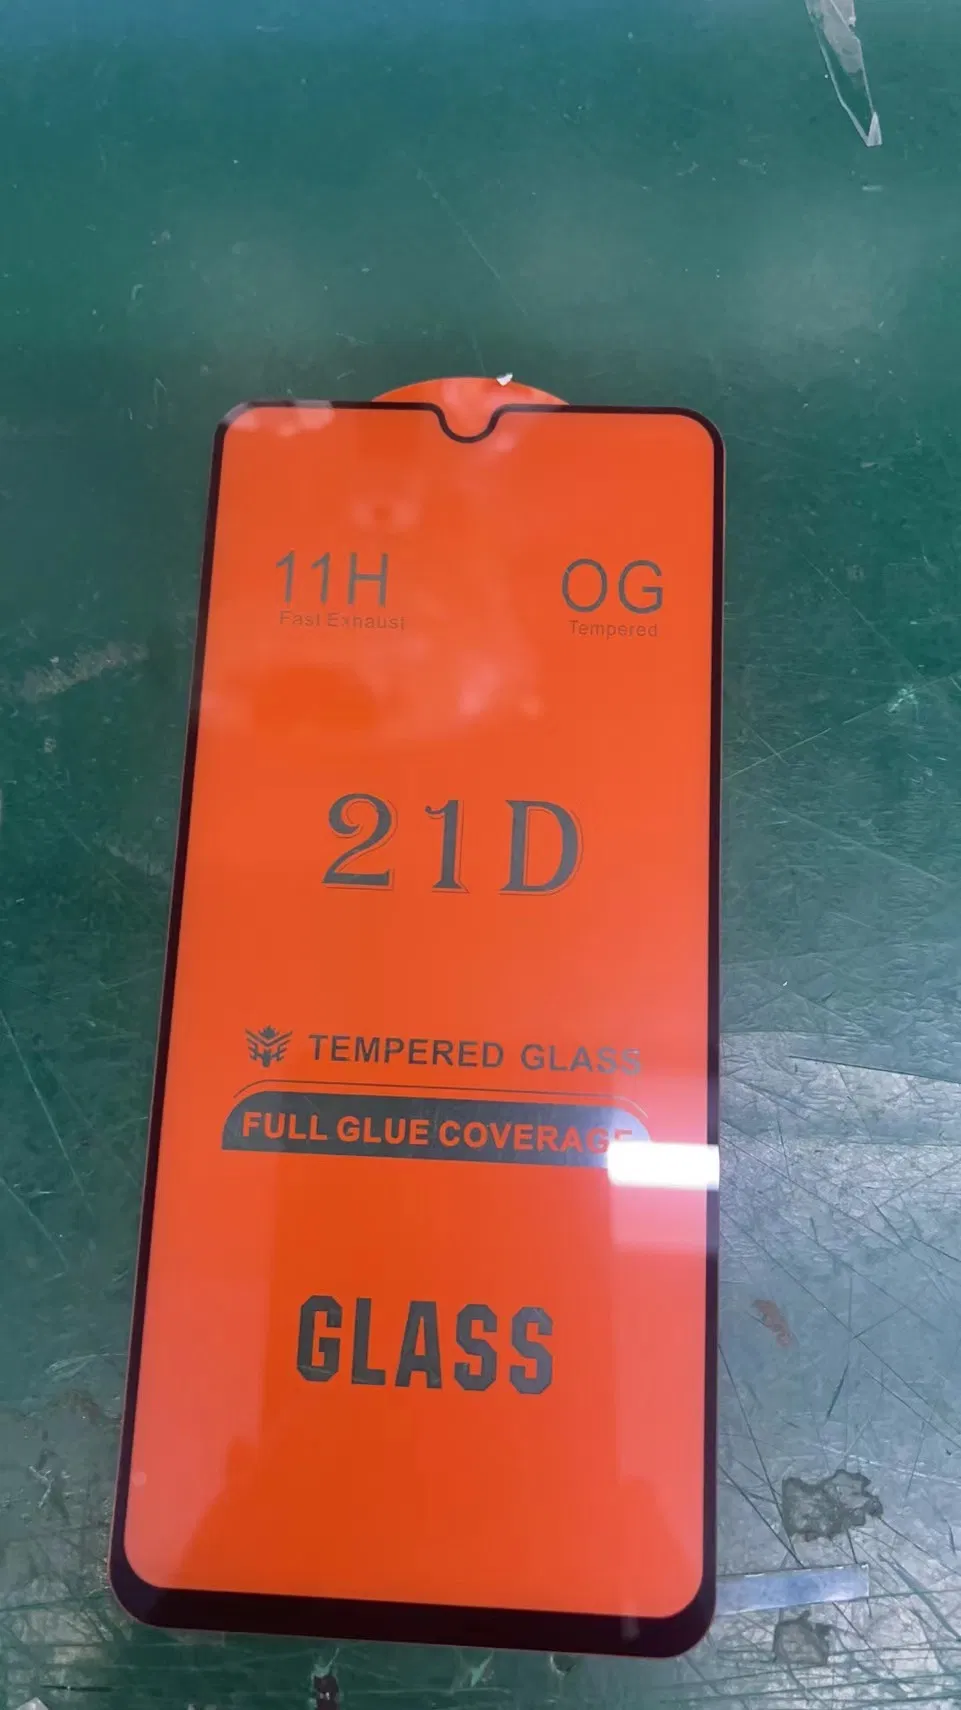 11H
Fast Exhaust
OG
Tempered
21D
TEMPERED GLASS
FULL GLUE COVERAGE
GLASS